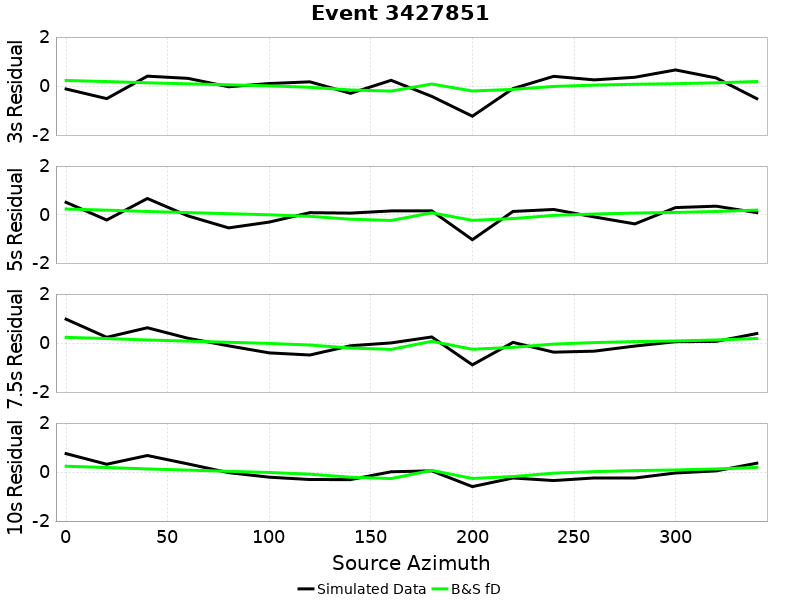 Event 3427851
3s Residual
2
0
-2
5s Residual
2
0
-2
7.5s Residual
2
0
-2
10s Residual
2
0
-2
0 50 100 150 200 250 300
Source Azimuth
Simulated Data B&S fD